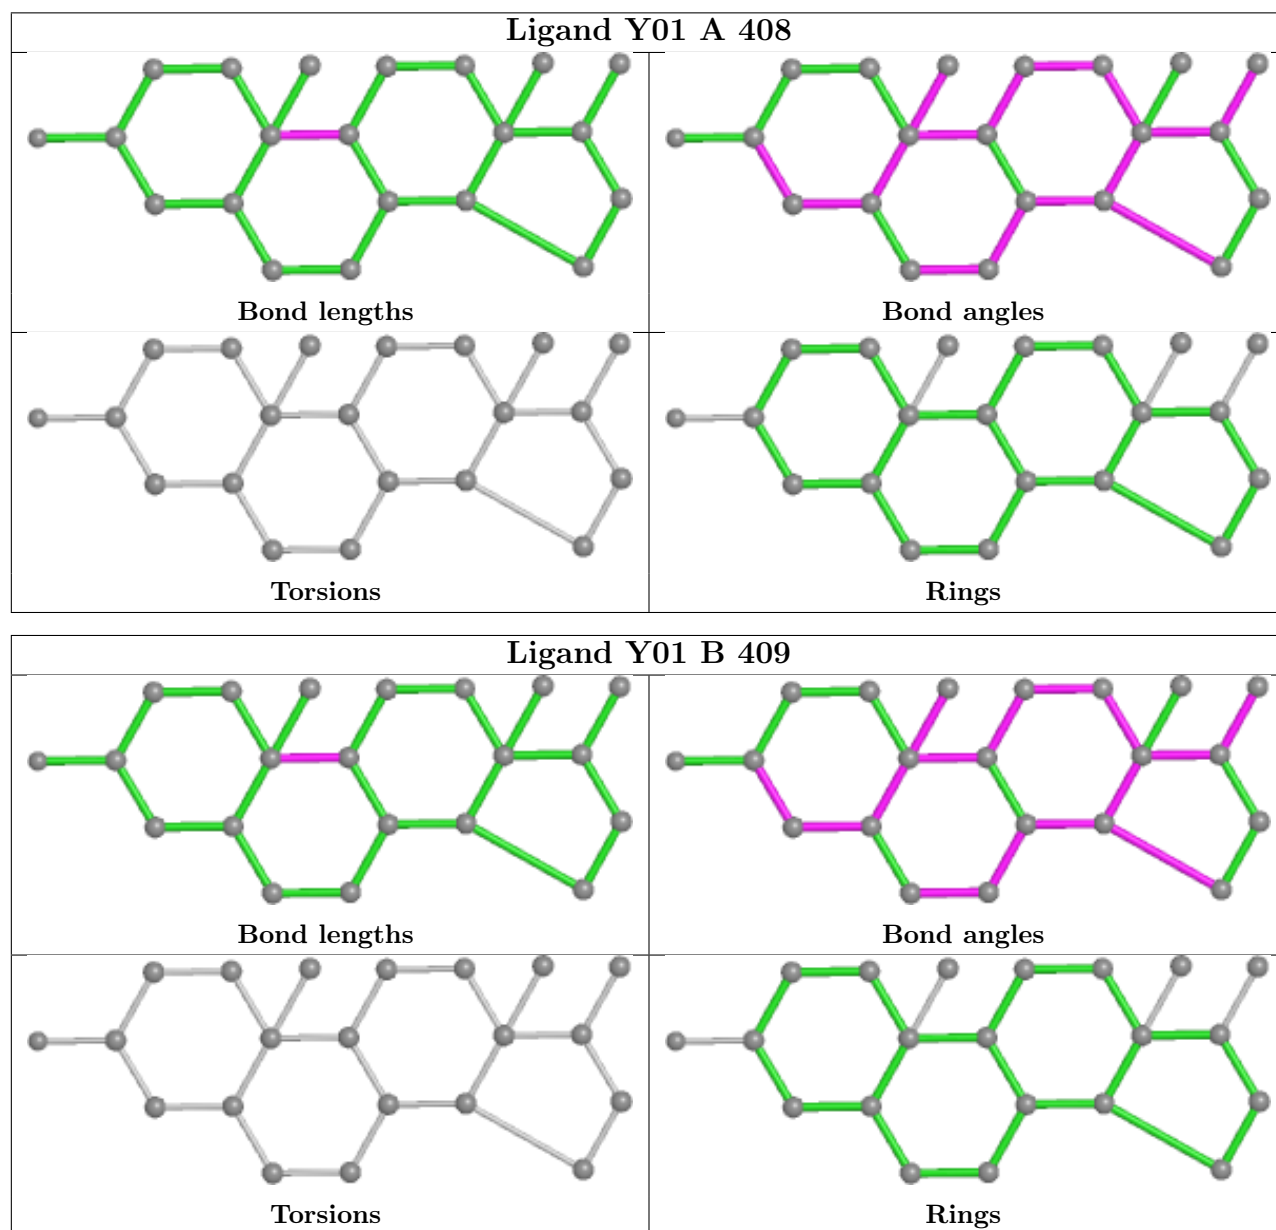 Ligand Y01 A 408
Bond lengths
Bond angles
Torsions
Rings
Ligand Y01 B 409
Bond lengths
Bond angles
Torsions
Rings